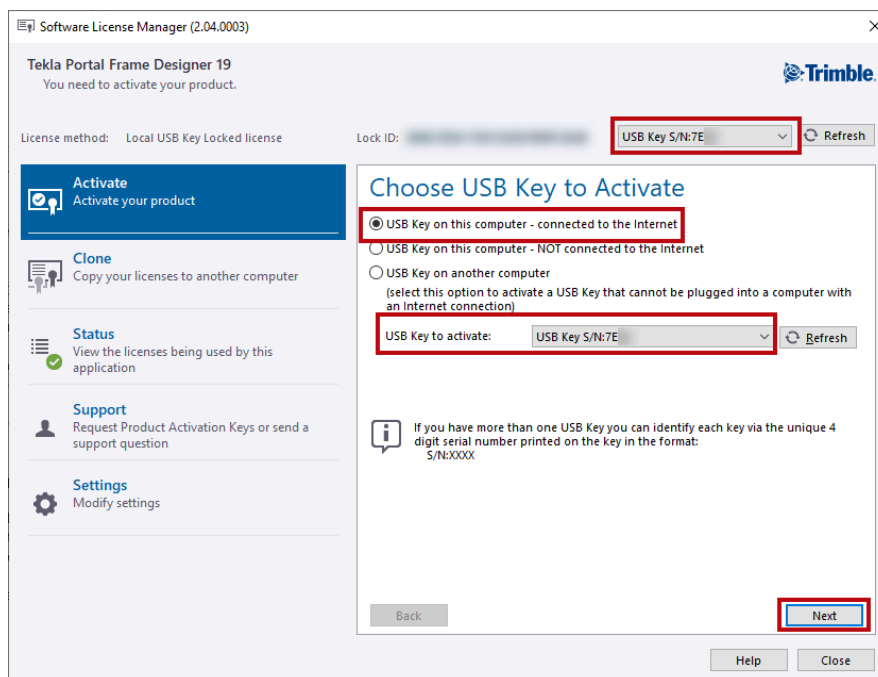 Software License Manager (2.04.0003)
Tekla Portal Frame Designer 19
You need to activate your product.
Trimble.
License method: Local USB Key Locked license
Lock ID:
USB Key S/N:7E
Refresh
Activate
Activate your product
Clone
Copy your licenses to another computer
Status
View the licenses being used by this
application
Support
Request Product Activation Keys or send a
support question
Settings
Modify settings
Choose USB Key to Activate
USB Key on this computer - connected to the Internet
USB Key on this computer - NOT connected to the Internet
USB Key on another computer
(select this option to activate a USB Key that cannot be plugged into a computer with
an Internet connection)
USB Key to activate: USB Key S/N:7E Refresh
If you have more than one USB Key you can identify each key via the unique 4
digit serial number printed on the key in the format:
S/N:XXXX
Back
Next
Help
Close